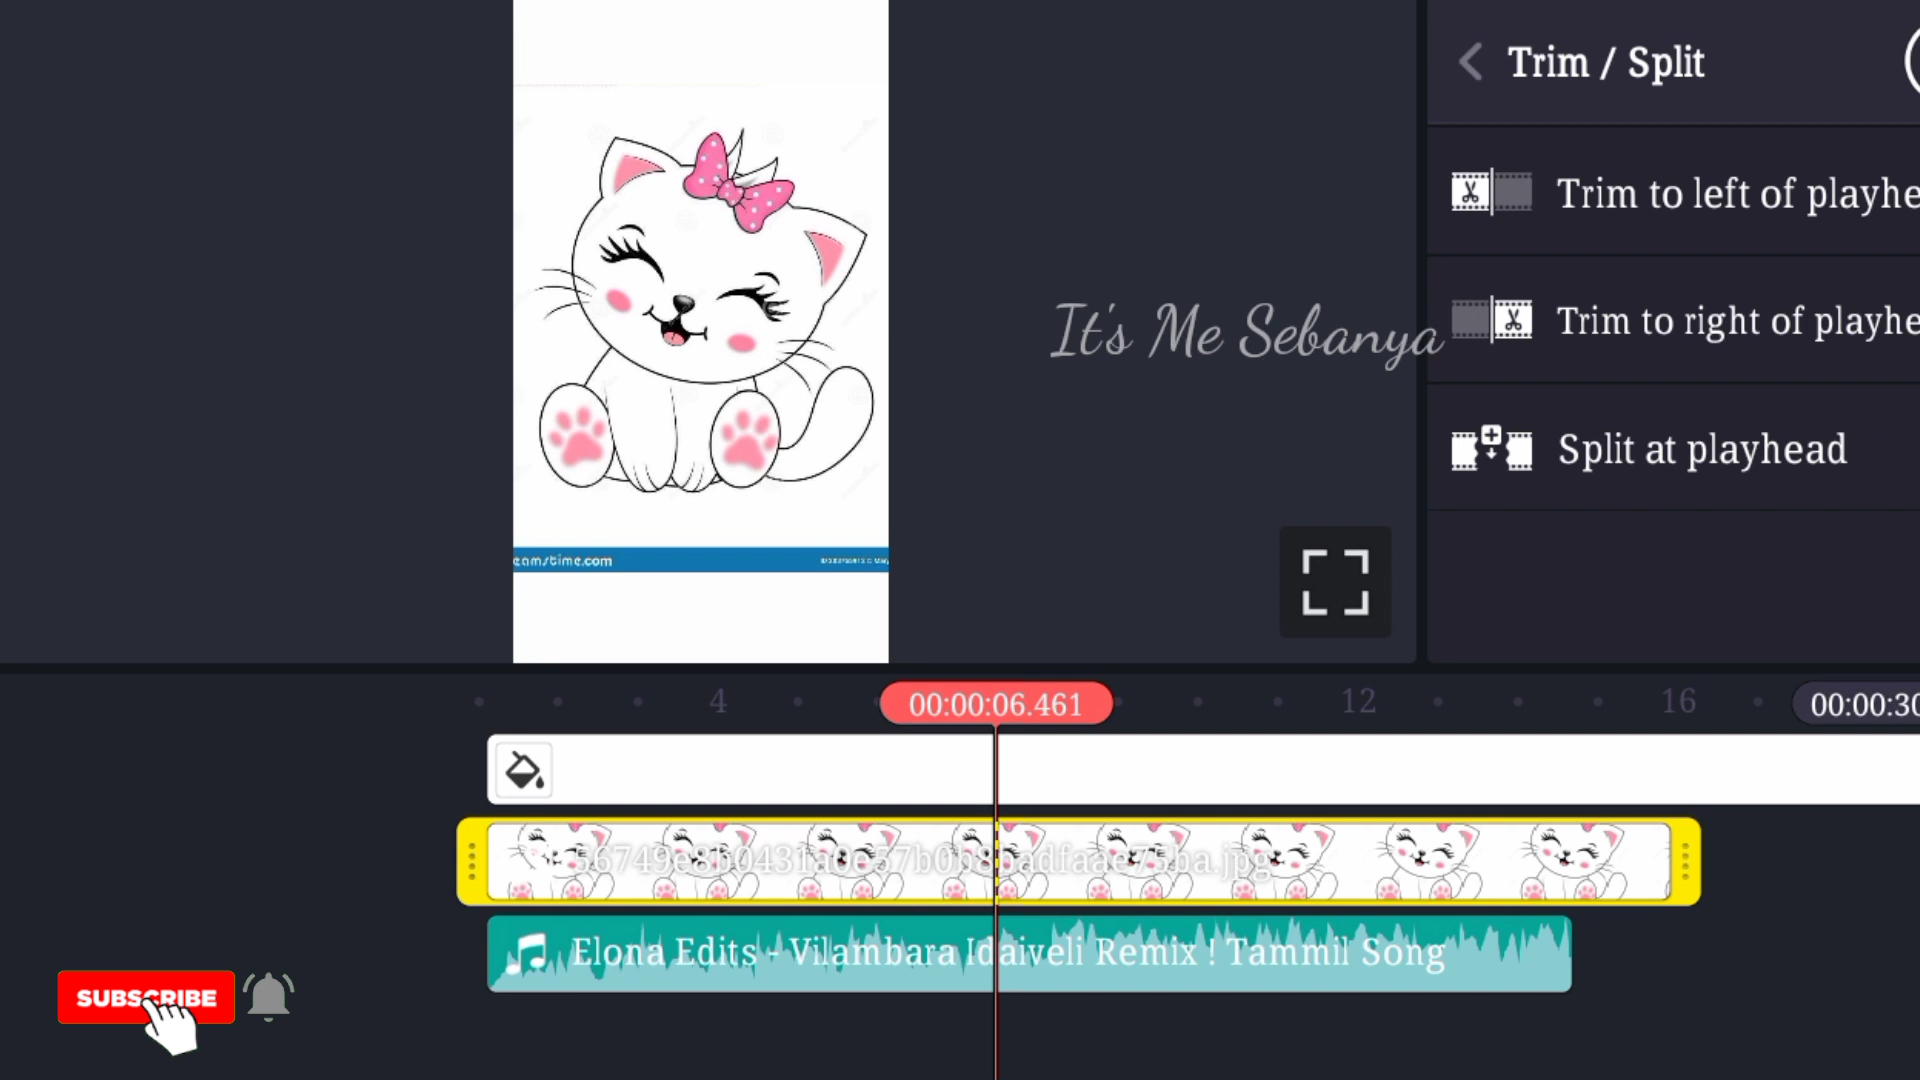 Trim / Split
Trim to left of playhe
Trim to right of playhe
Split at playhead
It's Me Sebanya
eamstime.com
4
00:00:06.461
12
16
00:00:30
56749e8b0431a0e37b0b8badfaae75ba.jpg
Elona Edits - Vilambara Idaiveli Remix ! Tammil Song
SUBSCRIBE